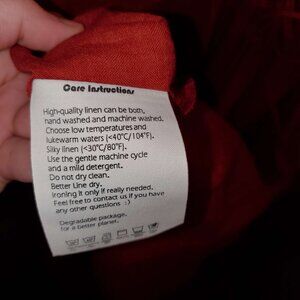 Care Instructions
High-quality linen can be both,
hand washed and machine washed.
Choose low temperatures and
lukewarm waters (<40°C/104°F).
Silky linen (<30°C/80°F).
Use the gentle machine cycle
and a mild detergent.
Do not dry clean.
Better Line dry.
Ironing it only if really needed.
Feel free to contact us if you have
any other questions :)
Degradable package,
for a better planet.